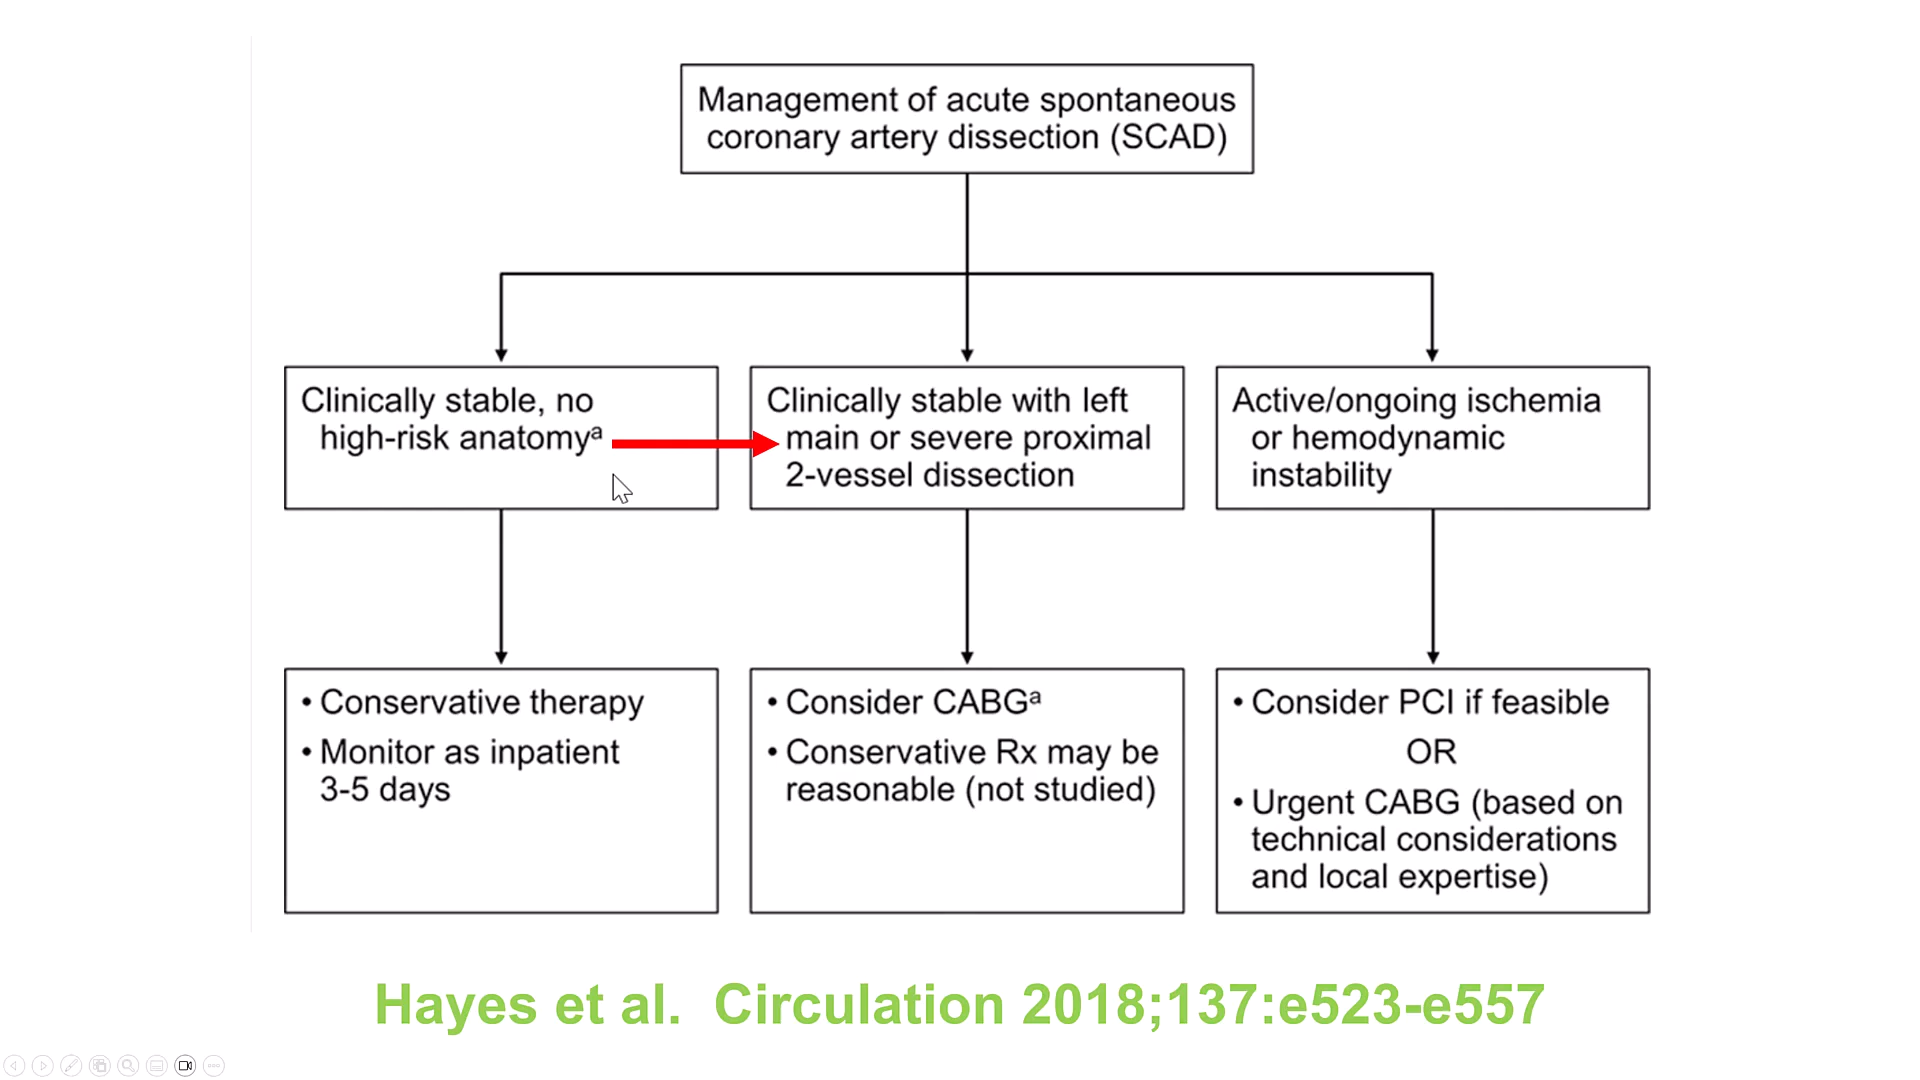 Management of acute spontaneous
coronary artery dissection (SCAD)
Clinically stable, no
high-risk anatomyᵃ
Clinically stable with left
main or severe proximal
2-vessel dissection
Active/ongoing ischemia
or hemodynamic
instability
• Conservative therapy
• Monitor as inpatient
3-5 days
• Consider CABGᵃ
• Conservative Rx may be
reasonable (not studied)
• Consider PCI if feasible
OR
• Urgent CABG (based on
technical considerations
and local expertise)
Hayes et al. Circulation 2018;137:e523-e557